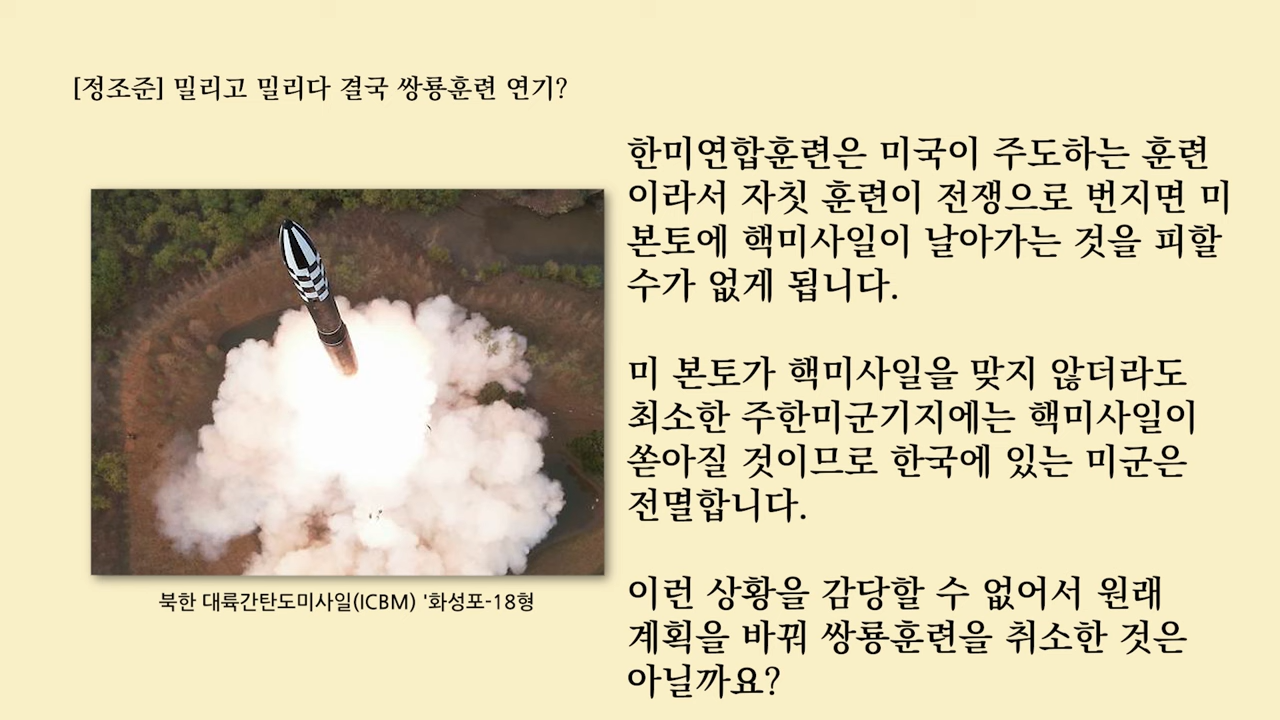 [정조준] 밀리고 밀리다 결국 쌍룡훈련 연기?
한미연합훈련은 미국이 주도하는 훈련
이라서 자칫 훈련이 전쟁으로 번지면 미
본토에 핵미사일이 날아가는 것을 피할
수가 없게 됩니다.
미 본토가 핵미사일을 맞지 않더라도
최소한 주한미군기지에는 핵미사일이
쏟아질 것이므로 한국에 있는 미군은
전멸합니다.
이런 상황을 감당할 수 없어서 원래
계획을 바꿔 쌍룡훈련을 취소한 것은
아닐까요?
북한 대륙간탄도미사일(ICBM) '화성포-18형